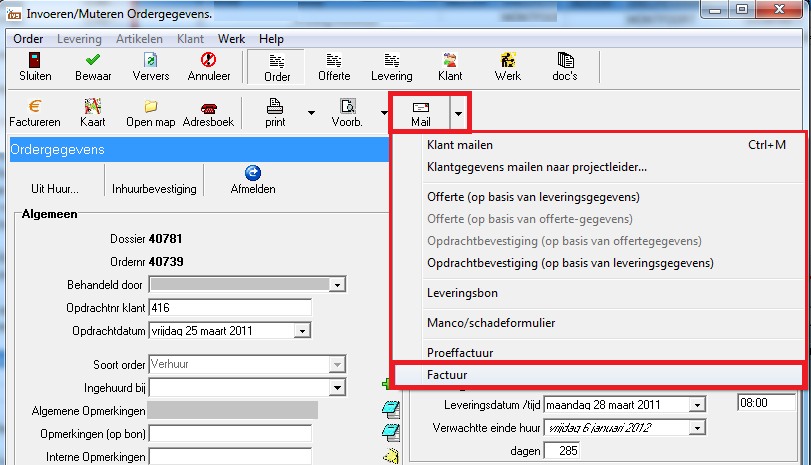 Invoeren/Muteren Ordergegevens.
Order Levering Artikelen Klant Werk Help
Sluiten Bewaar Ververs Annuleer Order Offerte Levering Klant Werk doc's
Factureren Kaart Open map Adresboek print Voorb. Mail
Klant mailen Ctrl+M
Klantgegevens mailen naar projectleider...
Offerte (op basis van leveringsgegevens)
Offerte (op basis van offerte-gegevens)
Opdrachtbevestiging (op basis van offertegegevens)
Opdrachtbevestiging (op basis van leveringsgegevens)
Leveringsbon
Manco/schadeformulier
Proeffactuur
Factuur
Ordergegevens
Uit Huur... Inhuurbevestiging Afmelden
Algemeen
Dossier 40781
Ordernr 40739
Behandeld door
Opdrachtnr klant 416
Opdrachtdatum vrijdag 25 maart 2011
Soort order Verhuur
Ingehuurd bij
Algemene Opmerkingen
Opmerkingen (op bon)
Interne Opmerkingen
Leveringsdatum /tijd maandag 28 maart 2011 08:00
Verwachtte einde huur vrijdag 6 januari 2012
dagen 285